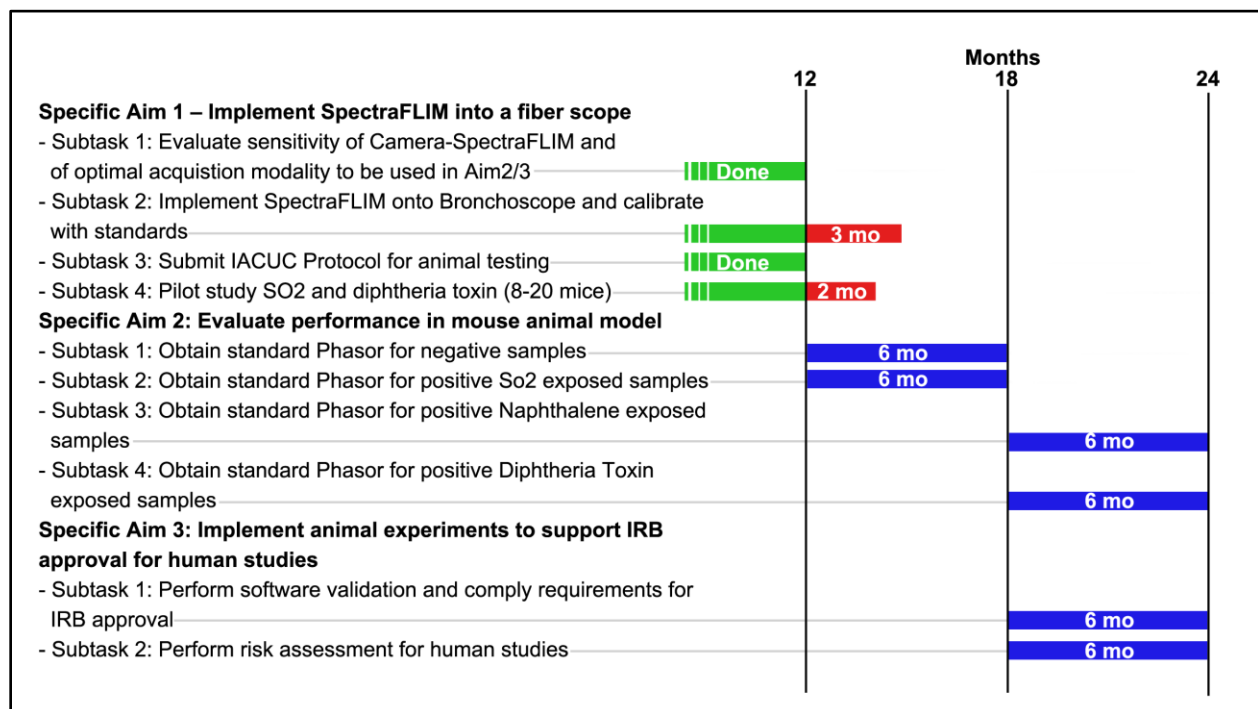 Months
12 18 24
Specific Aim 1 – Implement SpectraFLIM into a fiber scope
- Subtask 1: Evaluate sensitivity of Camera-SpectraFLIM and
of optimal acquistion modality to be used in Aim2/3 Done
- Subtask 2: Implement SpectraFLIM onto Bronchoscope and calibrate
with standards 3 mo
- Subtask 3: Submit IACUC Protocol for animal testing Done
- Subtask 4: Pilot study SO2 and diphtheria toxin (8-20 mice) 2 mo
Specific Aim 2: Evaluate performance in mouse animal model
- Subtask 1: Obtain standard Phasor for negative samples 6 mo
- Subtask 2: Obtain standard Phasor for positive So2 exposed samples 6 mo
- Subtask 3: Obtain standard Phasor for positive Naphthalene exposed
samples 6 mo
- Subtask 4: Obtain standard Phasor for positive Diphtheria Toxin
exposed samples 6 mo
Specific Aim 3: Implement animal experiments to support IRB
approval for human studies
- Subtask 1: Perform software validation and comply requirements for
IRB approval 6 mo
- Subtask 2: Perform risk assessment for human studies 6 mo